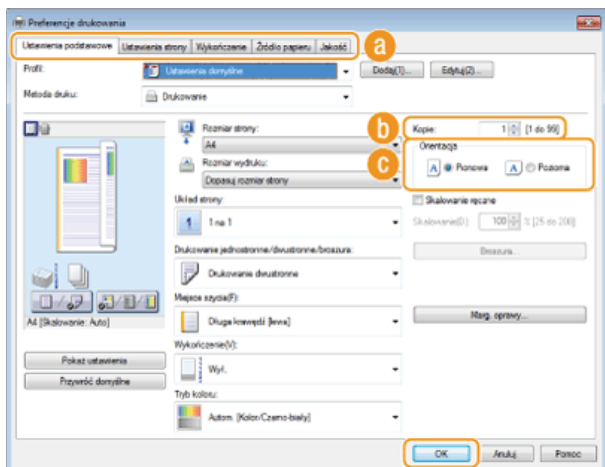 Preferencje drukowania
Ustawienia podstawowe Ustawienia strony Wykończenie Źródło papieru Jakość a
Profil: Ustawienia domyślne Dodaj(1)... Edytuj(2)...
Metoda druku: Drukowanie
b
Rozmiar strony: Kopie: 1 [1 do 99]
A4 Orientacja
c
Rozmiar wydruku: A Pionowa A Pozioma
Dopasuj rozmiar strony
Układ strony: Skalowanie ręczne
1 1 na 1 Skalowanie(D): 100 % [25 do 200]
Drukowanie jednostronne/dwustronne/broszura: Broszura...
Drukowanie dwustronne
Miejsce szycia(F):
A4 [Skalowanie: Auto] Długa krawędź [lewa] Marg. oprawy...
Wykończenie(V):
Pokaż ustawienia Wył.
Przywróć domyślne
Tryb koloru:
Autom. [Kolor/Czarno-biały]
OK Anuluj Pomoc